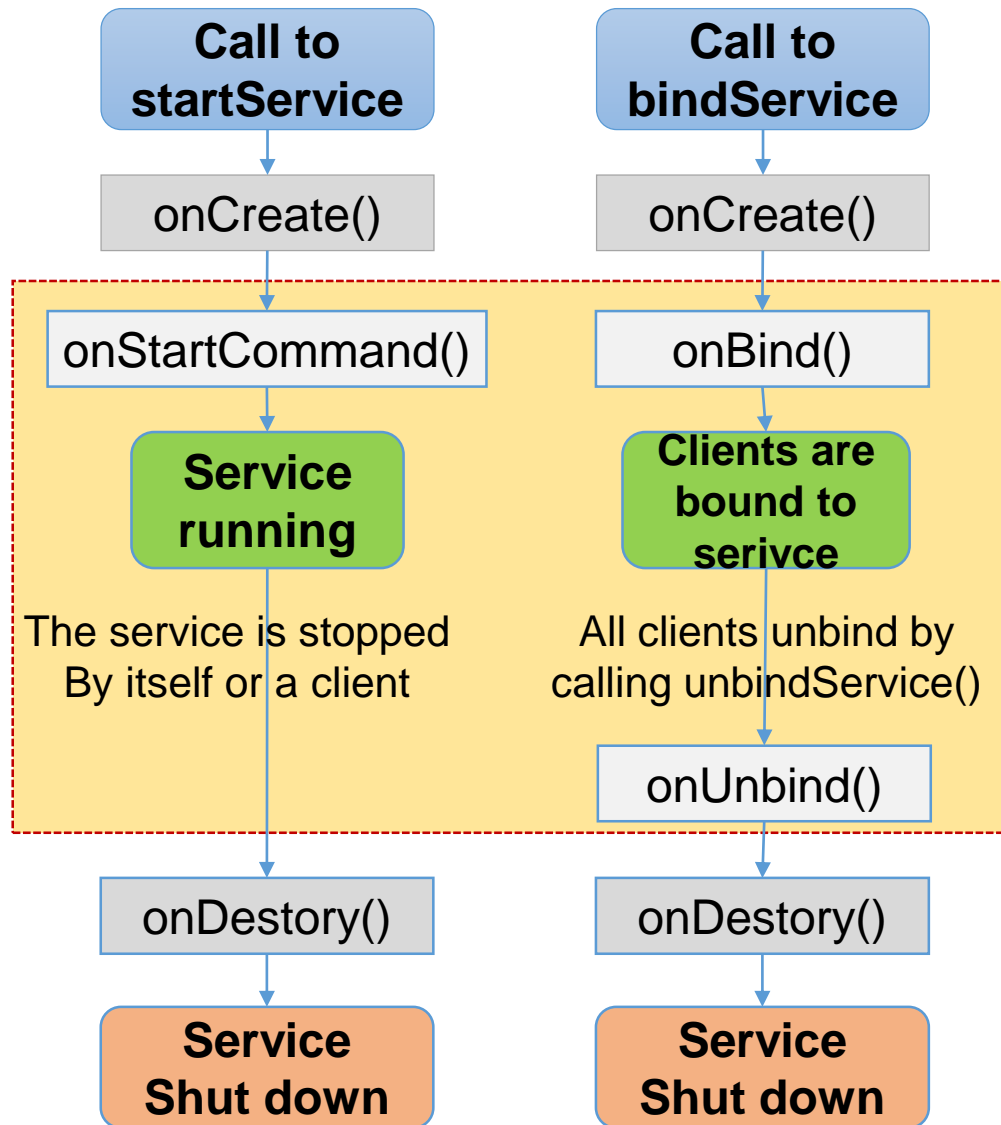 Call to
startService
onCreate()
onStartCommand()
Service
running
The service is stopped
By itself or a client
onDestory()
Service
Shut down
Call to
bindService
onCreate()
onBind()
Clients are
bound to
serivce
All clients unbind by
calling unbindService()
onUnbind()
onDestory()
Service
Shut down